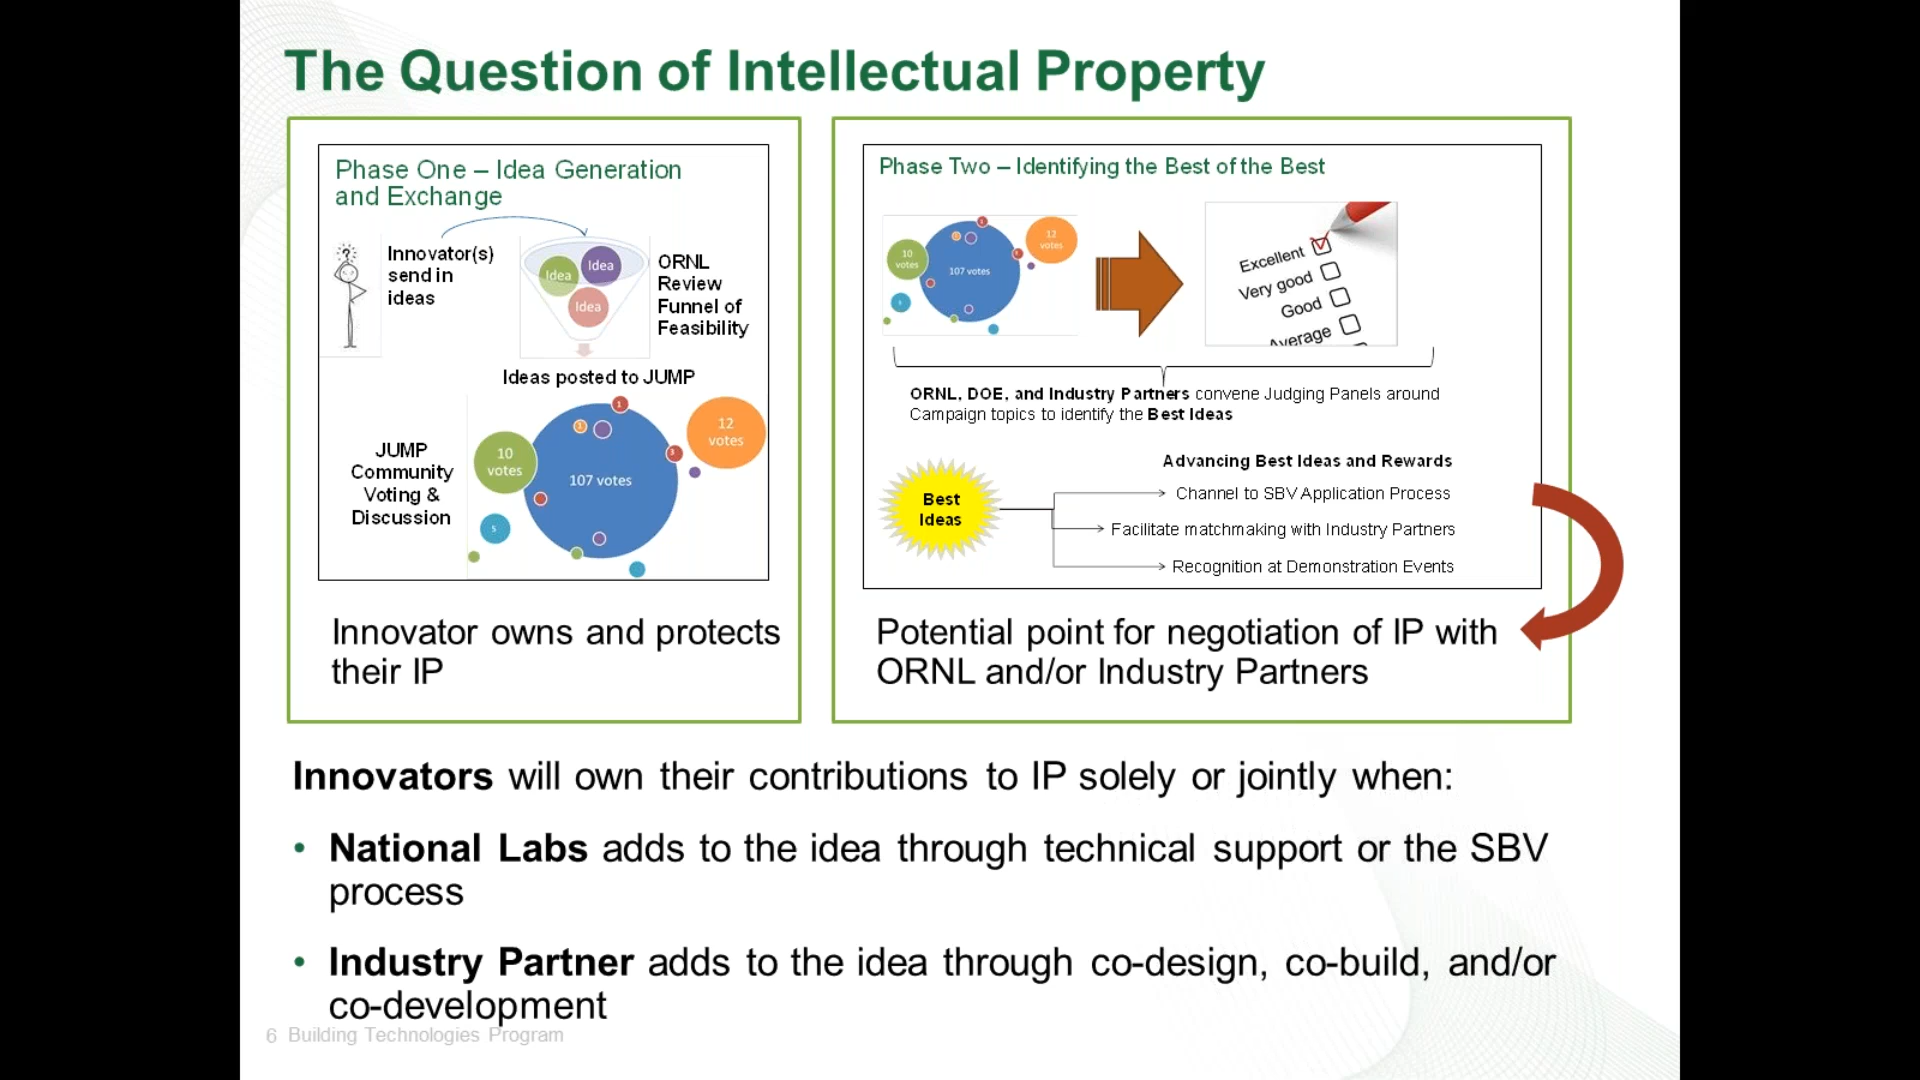 The Question of Intellectual Property
Phase One – Idea Generation
and Exchange
Innovator(s)
send in
ideas
?
Idea
Idea
Idea
ORNL
Review
Funnel of
Feasibility
Ideas posted to JUMP
JUMP
Community
Voting &
Discussion
1
1
10
votes
12
votes
3
107 votes
5
Innovator owns and protects
their IP
Phase Two – Identifying the Best of the Best
10
votes
107 votes
12
votes
Excellent
Very good
Good
Average
ORNL, DOE, and Industry Partners convene Judging Panels around
Campaign topics to identify the Best Ideas
Best
Ideas
Advancing Best Ideas and Rewards
Channel to SBV Application Process
Facilitate matchmaking with Industry Partners
Recognition at Demonstration Events
Potential point for negotiation of IP with
ORNL and/or Industry Partners
Innovators will own their contributions to IP solely or jointly when:
• National Labs adds to the idea through technical support or the SBV
process
• Industry Partner adds to the idea through co-design, co-build, and/or
co-development
6 Building Technologies Program